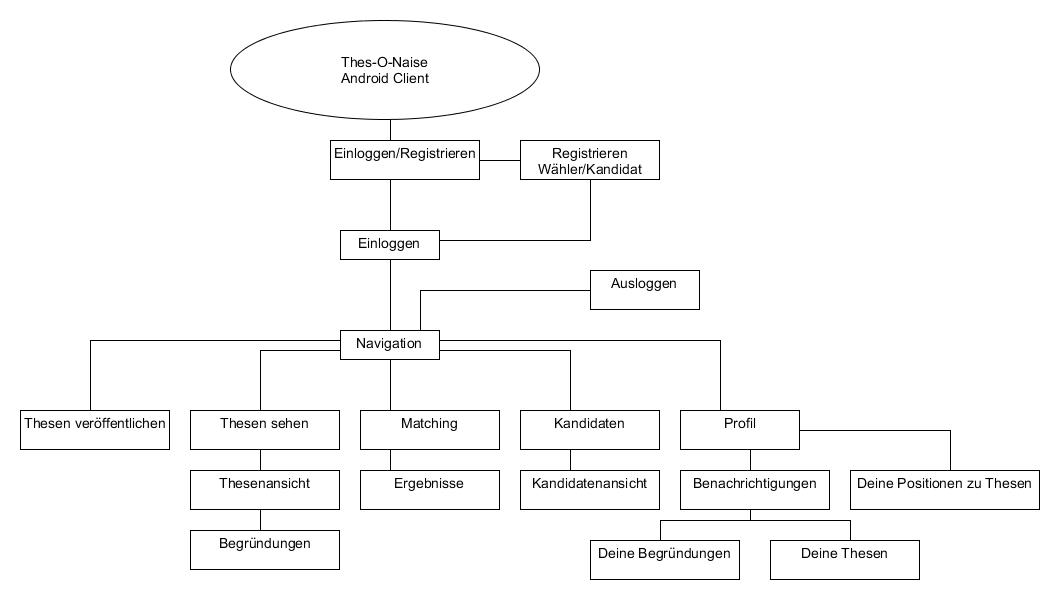 Thes-O-Naise
Android Client
Einloggen/Registrieren
Registrieren
Wähler/Kandidat
Einloggen
Ausloggen
Navigation
Thesen veröffentlichen
Thesen sehen
Matching
Kandidaten
Profil
Thesenansicht
Ergebnisse
Kandidatenansicht
Benachrichtigungen
Deine Positionen zu Thesen
Begründungen
Deine Begründungen
Deine Thesen